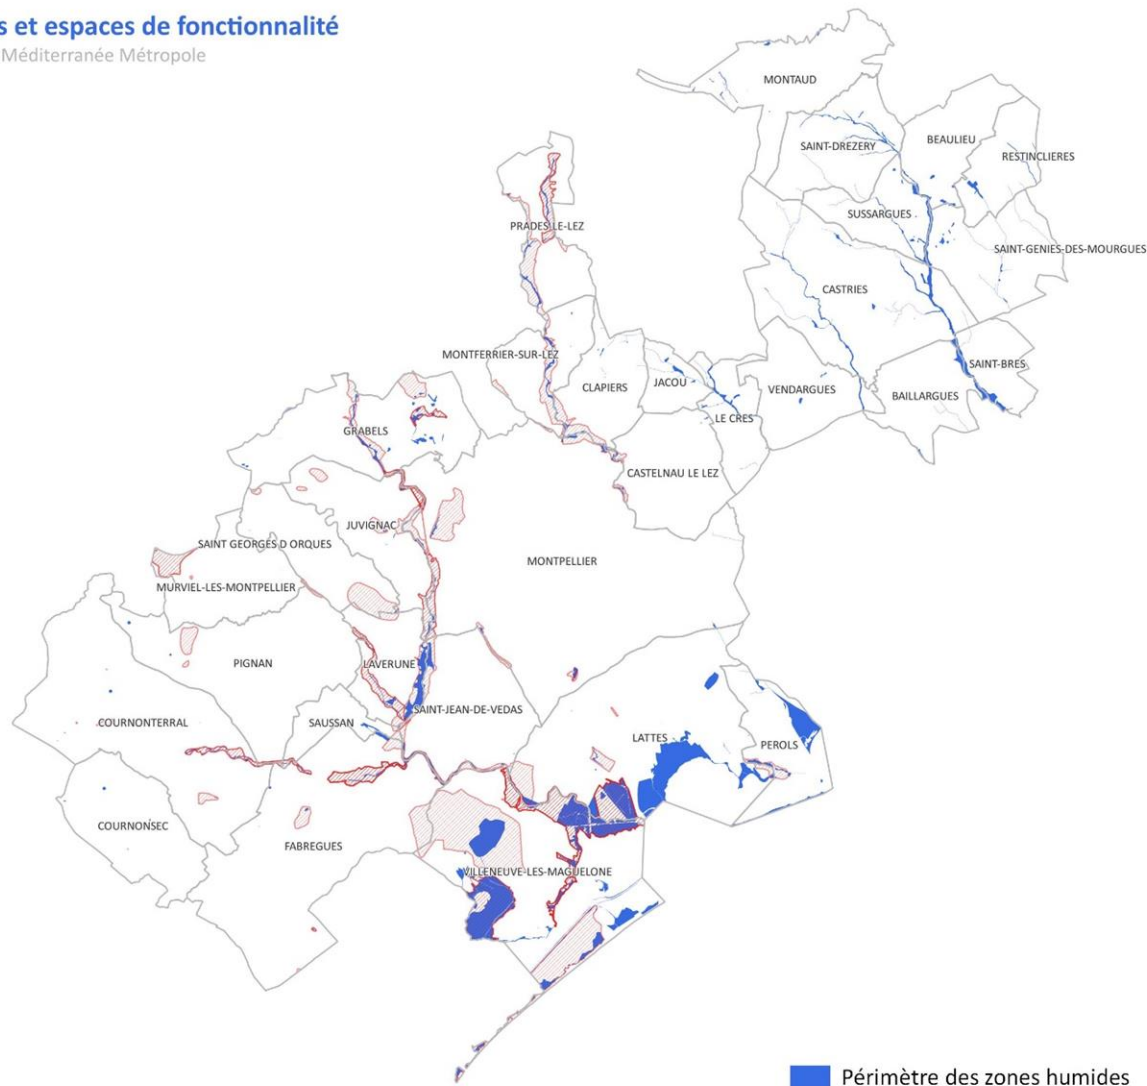 s et espaces de fonctionnalité
Méditerranée Métropole
MONTAUD
SAINT-DREZERY
BEAULIEU
RESTINCLIERES
PRADES-LE-LEZ
SUSSARGUES
SAINT-GENIES-DES-MOURGUES
CASTRIES
MONTFERRIER-SUR-LEZ
CLAPIERS
JACOU
VENDARGUES
SAINT-BRES
BAILLARGUES
LE CRES
GRABELS
CASTELNAU LE LEZ
JUVIGNAC
SAINT GEORGES D ORQUES
MONTPELLIER
MURVIEL-LES-MONTPELLIER
PIGNAN
LAVERUNE
SAINT-JEAN-DE-VEDAS
COURNONTERRAL
SAUSSAN
LATTES
PEROLS
COURNONSEC
FABREGUES
VILLENEUVE-LES-MAGUELONE
Périmètre des zones humides